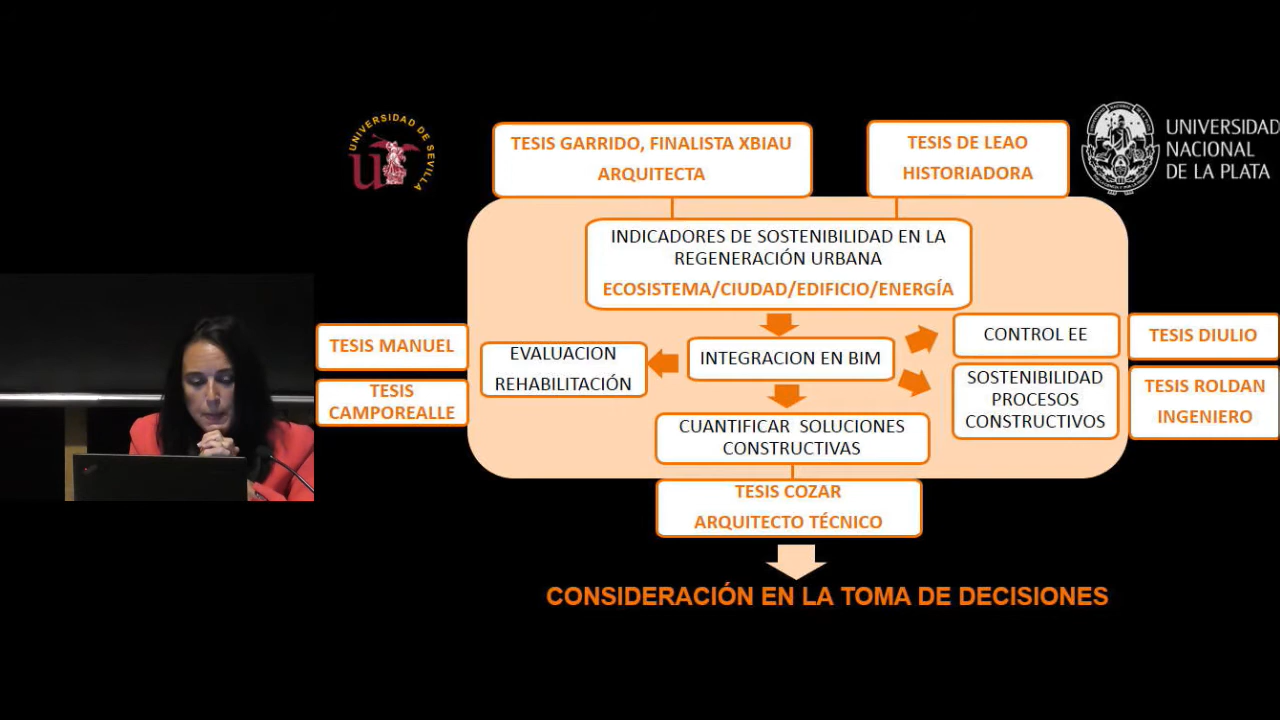 UNIVERSIDAD DE SEVILLA
TESIS GARRIDO, FINALISTA XBIAU
ARQUITECTA
TESIS DE LEAO
HISTORIADORA
UNIVERSIDAD
NACIONAL
DE LA PLATA
INDICADORES DE SOSTENIBILIDAD EN LA
REGENERACIÓN URBANA
ECOSISTEMA/CIUDAD/EDIFICIO/ENERGÍA
TESIS MANUEL
TESIS
CAMPOREALLE
EVALUACION
REHABILITACIÓN
INTEGRACION EN BIM
CONTROL EE
TESIS DIULIO
SOSTENIBILIDAD
PROCESOS
CONSTRUCTIVOS
TESIS ROLDAN
INGENIERO
CUANTIFICAR SOLUCIONES
CONSTRUCTIVAS
TESIS COZAR
ARQUITECTO TÉCNICO
CONSIDERACIÓN EN LA TOMA DE DECISIONES